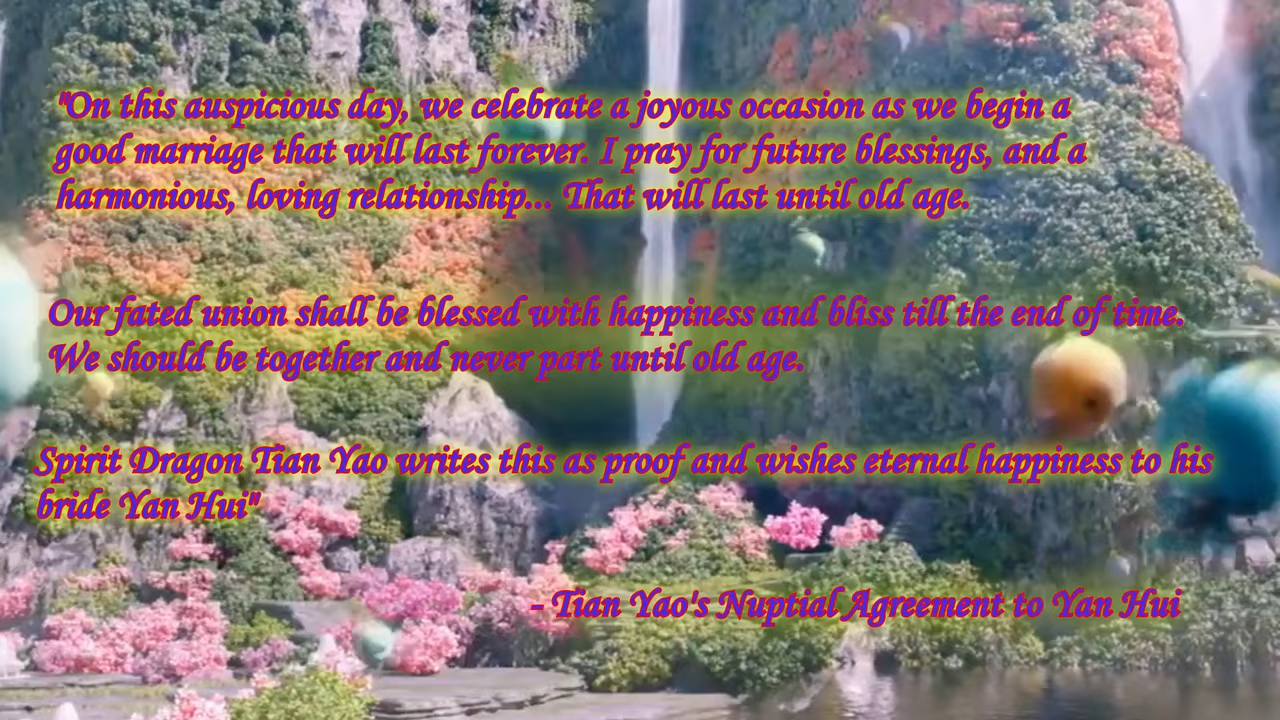 "On this auspicious day, we celebrate a joyous occasion as we begin a
good marriage that will last forever. I pray for future blessings, and a
harmonious, loving relationship... That will last until old age.
Our fated union shall be blessed with happiness and bliss till the end of time.
We should be together and never part until old age.
Spirit Dragon Tian Yao writes this as proof and wishes eternal happiness to his
bride Yan Hui"
- Tian Yao's Nuptial Agreement to Yan Hui